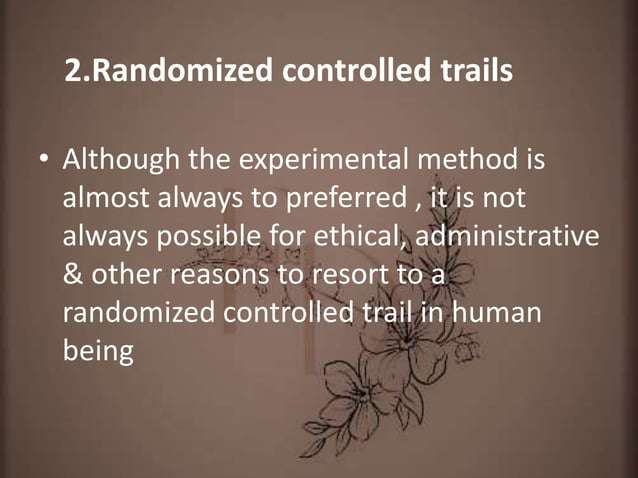 2.Randomized controlled trails
• Although the experimental method is
almost always to preferred , it is not
always possible for ethical, administrative
& other reasons to resort to a
randomized controlled trail in human
being